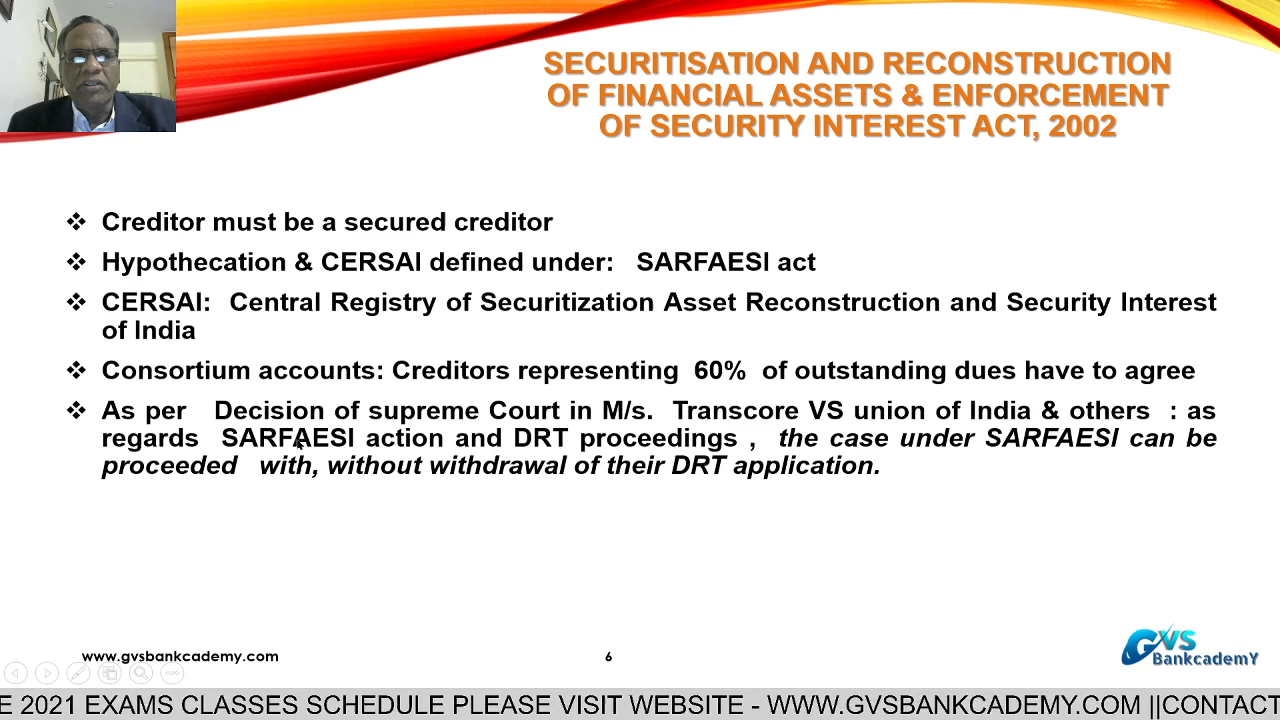 SECURITISATION AND RECONSTRUCTION
OF FINANCIAL ASSETS & ENFORCEMENT
OF SECURITY INTEREST ACT, 2002
Creditor must be a secured creditor
Hypothecation & CERSAI defined under: SARFAESI act
CERSAI: Central Registry of Securitization Asset Reconstruction and Security Interest
of India
Consortium accounts: Creditors representing 60% of outstanding dues have to agree
As per Decision of supreme Court in M/s. Transcore VS union of India & others : as
regards SARFAESI action and DRT proceedings , the case under SARFAESI can be
proceeded with, without withdrawal of their DRT application.
www.gvsbankcademy.com
6
GVS
BankcademY
E 2021 EXAMS CLASSES SCHEDULE PLEASE VISIT WEBSITE - WWW.GVSBANKCADEMY.COM ||CONTACT